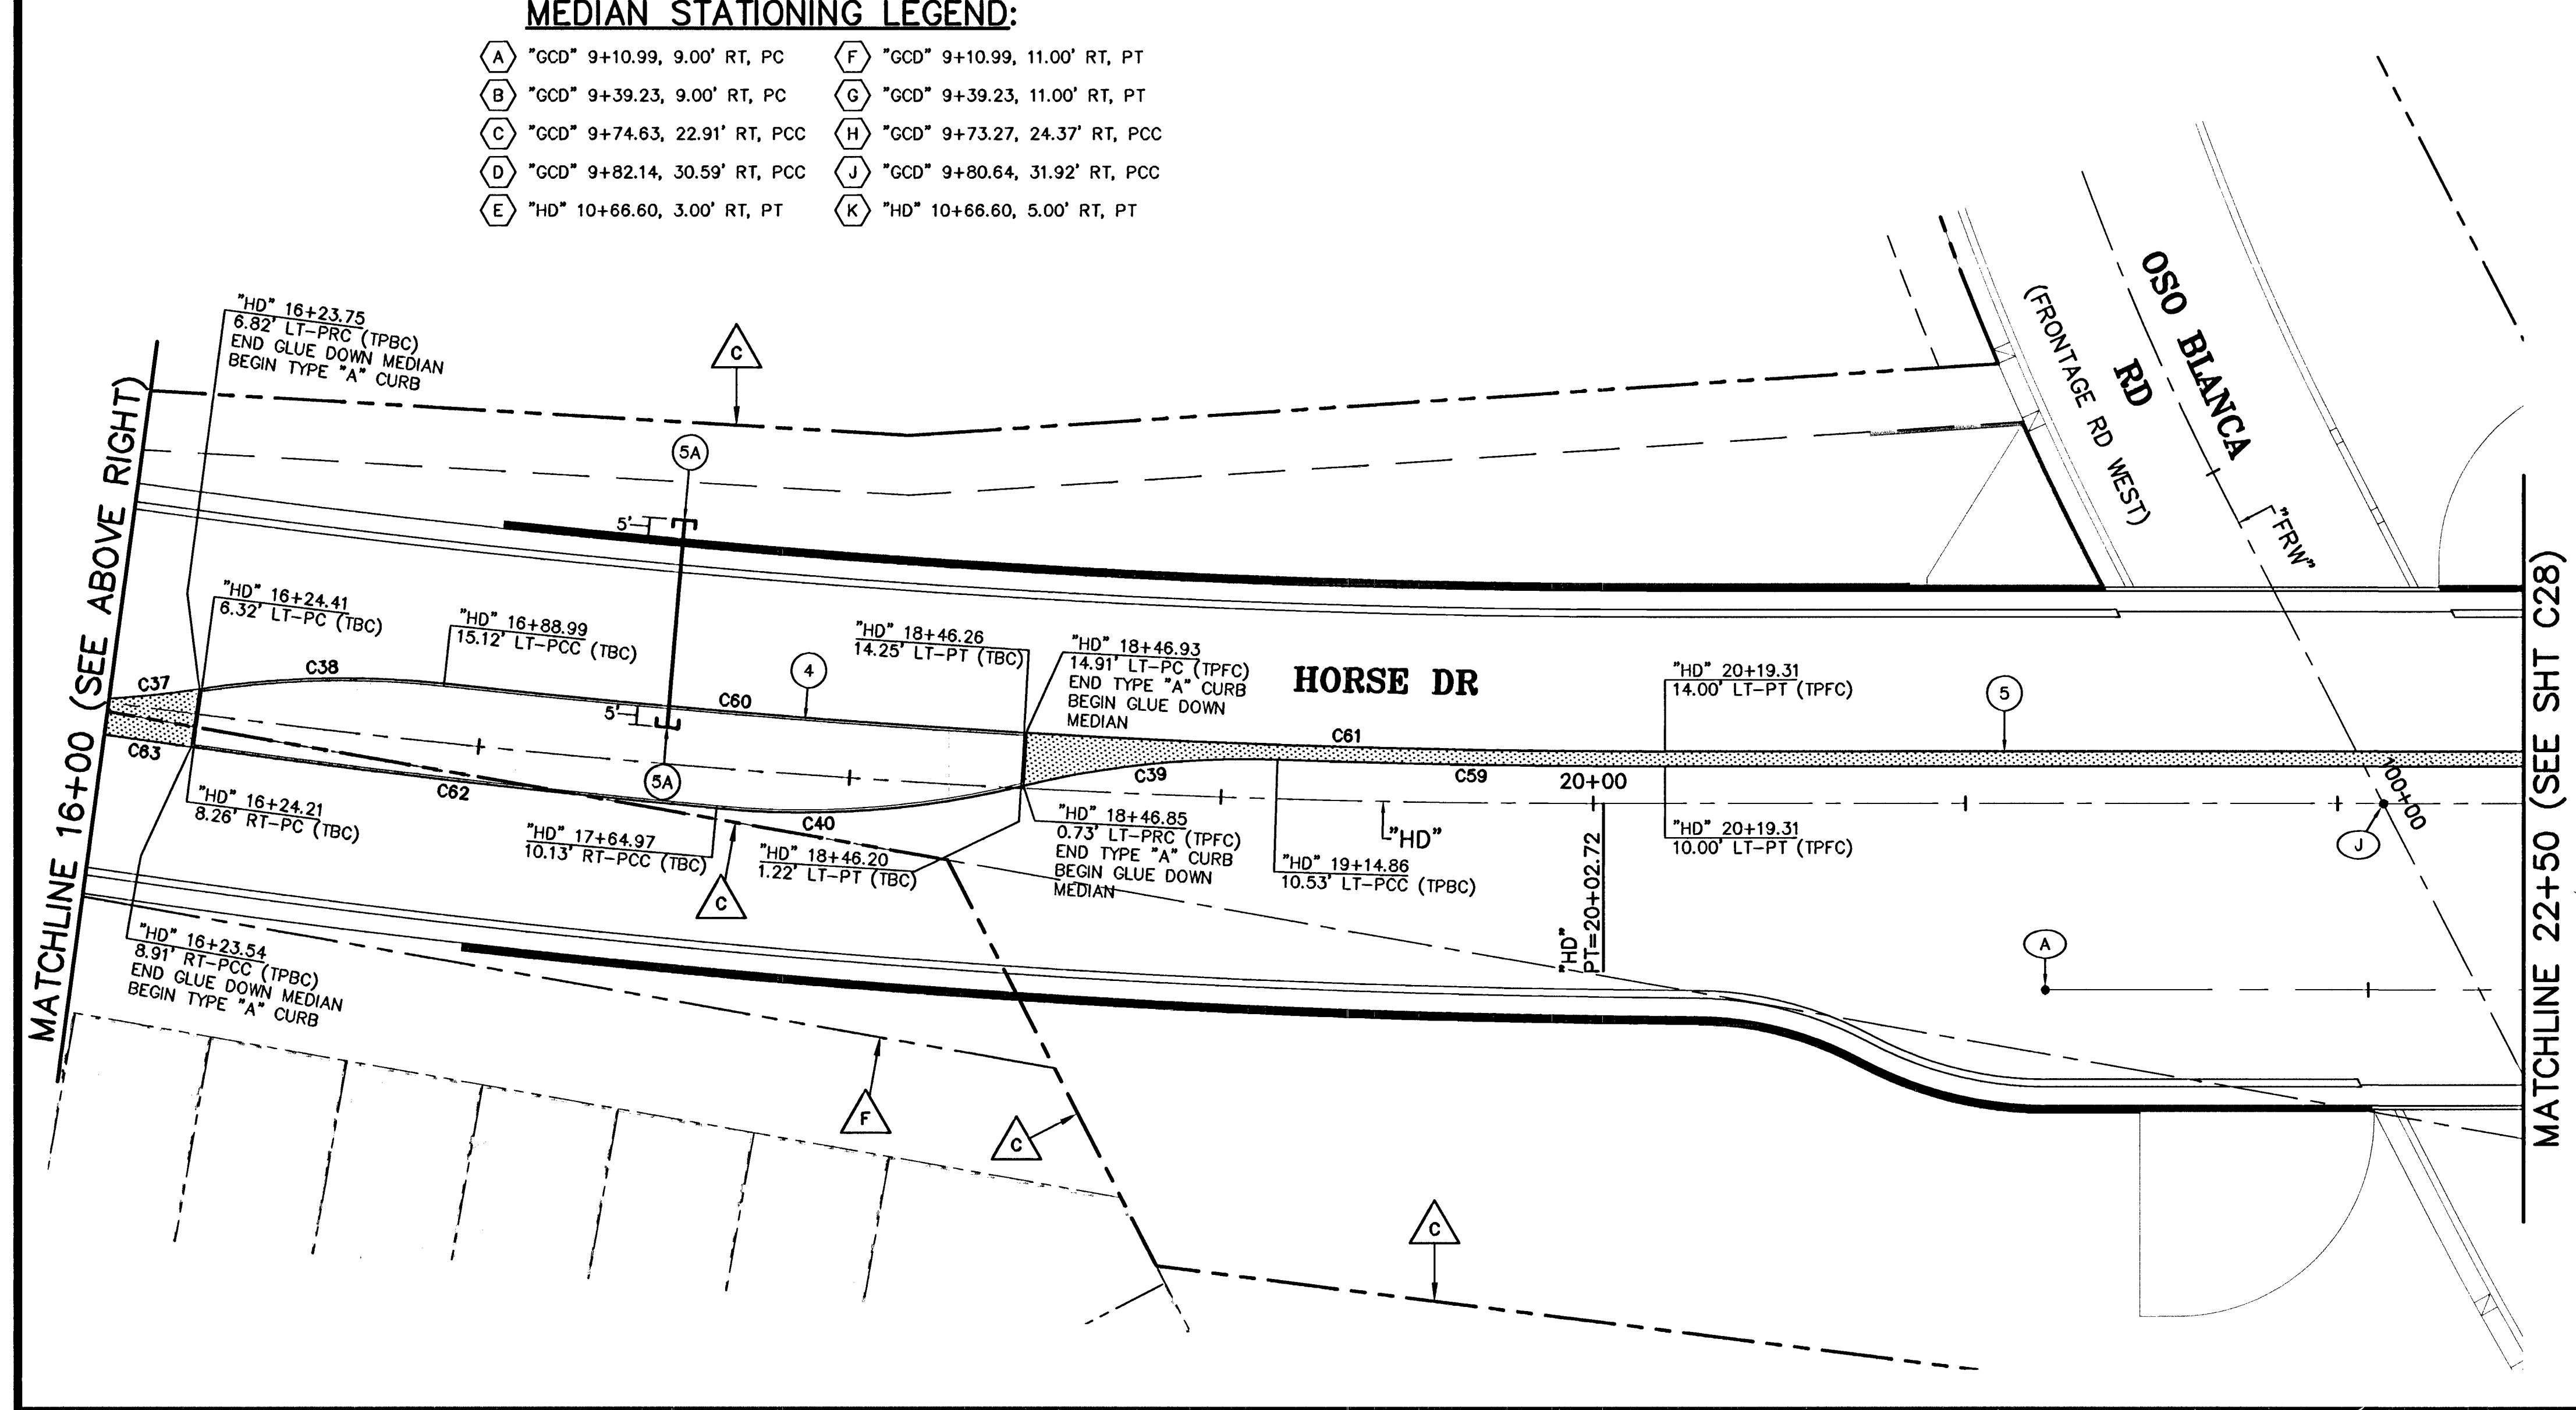 MEDIAN STATIONING LEGEND:
A "GCD" 9+10.99, 9.00' RT, PC
B "GCD" 9+39.23, 9.00' RT, PC
C "GCD" 9+74.63, 22.91' RT, PCC
D "GCD" 9+82.14, 30.59' RT, PCC
E "HD" 10+66.60, 3.00' RT, PT
F "GCD" 9+10.99, 11.00' RT, PT
G "GCD" 9+39.23, 11.00' RT, PT
H "GCD" 9+73.27, 24.37' RT, PCC
J "GCD" 9+80.64, 31.92' RT, PCC
K "HD" 10+66.60, 5.00' RT, PT
MATCHLINE 16+00 (SEE ABOVE RIGHT)
"HD" 16+23.75
6.82' LT-PRC (TPBC)
END GLUE DOWN MEDIAN
BEGIN TYPE "A" CURB
C
5A
5'
"HD" 16+24.41
6.32' LT-PC (TBC)
"HD" 16+88.99
15.12' LT-PCC (TBC)
4
"HD" 18+46.26
14.25' LT-PT (TBC)
"HD" 18+46.93
14.91' LT-PC (TPFC)
END TYPE "A" CURB
BEGIN GLUE DOWN
MEDIAN
HORSE DR
"HD" 20+19.31
14.00' LT-PT (TPFC)
5
OSO BLANCA
RD
(FRONTAGE RD WEST)
"FRW"
C37
C38
C60
5'
C61
C63
C62
5A
C40
C39
C59
20+00
100+00
"HD" 16+24.21
8.26' RT-PC (TBC)
"HD" 17+64.97
10.13' RT-PCC (TBC)
C
"HD" 18+46.20
1.22' LT-PT (TBC)
"HD" 18+46.85
0.73' LT-PRC (TPFC)
END TYPE "A" CURB
BEGIN GLUE DOWN
MEDIAN
"HD"
"HD" 19+14.86
10.53' LT-PCC (TPBC)
"HD"
PT=20+02.72
"HD" 20+19.31
10.00' LT-PT (TPFC)
J
A
"HD" 16+23.54
8.91' RT-PCC (TPBC)
END GLUE DOWN MEDIAN
BEGIN TYPE "A" CURB
F
C
C
MATCHLINE 22+50 (SEE SHT C28)